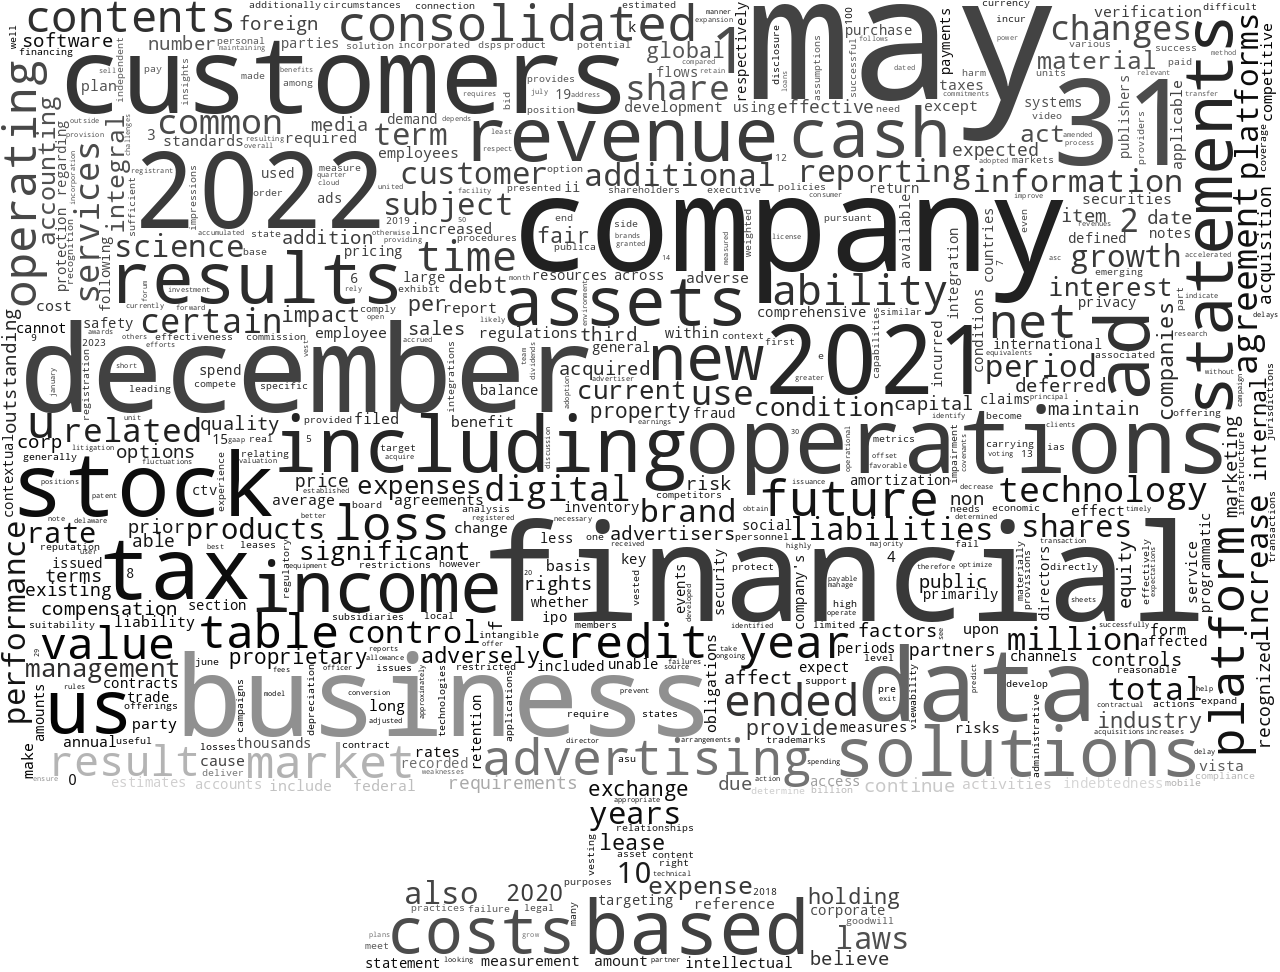 contents
additionally
circumstances
connection
estimated
manner
currency
difficult
foreign
consolidated
k
expansion
may
incur
changes
verification
platforms
well
software
financing
number
personal
maintaining
parties
solution
incorporated
dsps
product
potential
global
1
respectively
purchase
100
follows
payments
power
various
method
success
competitive
coverage
customers
operating
plan
sell
independent
pay
made
insights
benefits
among
provides
july
19
address
flows
compared
retain
share
disclosure
loans
assumptions
successful
dated
taxes
harm
commitments
units
material
paid
relevant
transfer
requires
bid
position
development
using
effective
need
except
systems
video
publishers
providers
applicable
statements
accounting
outside
provision
regarding
protection
services
integral
challenges
3
common
standards
resulting
overall
media
required
demand
depends
term
employees
least
respect
revenue
12
cash
expected
adopted
markets
act
amended
process
31
2022
registrant
sufficient
impressions
used
measure
quarter
cloud
ads
order
united
customer
option
presented
ii
additional
shareholders
executive
policies
consumer
reporting
return
information
improve
securities
recognition
incorporation
following
science
base
accumulated
state
addition
pricing
subject
2019
otherwise
providing
increased
50
facility
procedures
time
company
end
fair
publica
side
brands
granted
14
measured
weighted
license
pursuant
available
integration
countries
7
even
revenues
item
2
date
defined
notes
asc
accelerated
agreement
acquisition
results
forum
investment
currently
forward
6
rely
large
exhibit
per
debt
month
report
resources
across
adverse
assets
environment
ability
comprehensive
similar
growth
emerging
interest
privacy
part
indicate
cost
cannot
9
safety
awards
2023
others
effectiveness
efforts
certain
commission
impact
employee
comply
open
vest
accrued
sales
likely
regulations
third
within
context
general
new
first
e
greater
2021
capabilities
incurred
conditions
net
international
equivalents
period
associated
ad
companies
research
without
delays
december
january
registration
short
leading
spend
compete
specific
balance
integrations
team
dividends
acquired
advertiser
adoption
current
use
property
earnings
fraud
condition
capital
identify
deferred
claims
principal
become
maintain
clients
offering
campaign
jurisdictions
outstanding
contextual
u
corp
generally
related
litigation
unit
options
fluctuations
quality
15
gaap
real
relating
valuation
provided
filed
5
target
acquire
benefit
including
discussion
operations
30
operational
metrics
offset
favorable
impairment
covenants
carrying
voting
13
ias
internal
marketing
infrastructure
stock
positions
patent
ctv
experience
price
established
average
expenses
board
agreements
analysis
digital
inventory
competitors
risk
brand
obtain
issuance
future
amortization
decrease
non
needs
economic
technology
effect
timely
increase
transactions
rate
note
delaware
prior
able
products
better
loss
registered
change
necessary
less
one
received
advertisers
personnel
social
liabilities
determined
shares
performance
reputation
issued
terms
existing
user
8
tax
best
leases
regulatory
equipment
significant
restrictions
however
income
20
basis
rights
whether
ipo
key
vested
events
developed
security
protect
highly
company's
payable
manage
majority
4
high
operate
financial
fail
therefore
optimize
public
primarily
materially
provisions
directors
transaction
directly
sheets
equity
effectively
expectations
service
programmatic
platform
compensation
suitability
liability
section
subsidiaries
local
if
offer
intangible
members
identified
limited
successfully
29
value
table
control
credit
year
take
ongoing
factors
periods
see
level
upon
partners
million
channels
form
affected
controls
reasonable
recognized
management
june
fees
proprietary
officer
reports
allowance
issues
adversely
restricted
included
unable
failures
source
obligations
affect
expect
support
pre
exit
viewability
predict
develop
contractual
total
actions
help
expand
us
amounts
rules
contracts
trade
offerings
party
campaigns
model
depreciation
conversion
long
adjusted
approximately
technologies
retention
applications
prevent
require
states
business
ended
provide
measures
data
risks
administrative
acquisitions
increases
industry
make
annual
useful
result
losses
cause
deliver
thousands
market
contract
recorded
rates
weaknesses
director
advertising
asu
arrangements
trademarks
spending
solutions
delay
vista
compliance
ensure
0
estimates
accounts
include
federal
requirements
exchange
due
action
determine
access
billion
continue
activities
indebtedness
mobile
appropriate
years
relationships
vesting
lease
asset
content
right
technical
10
purposes
expense
2018
also
2020
targeting
reference
holding
corporate
goodwill
practices
failure
legal
many
plans
meet
costs
grow
based
laws
statement
looking
measurement
amount
partner
intellectual
believe